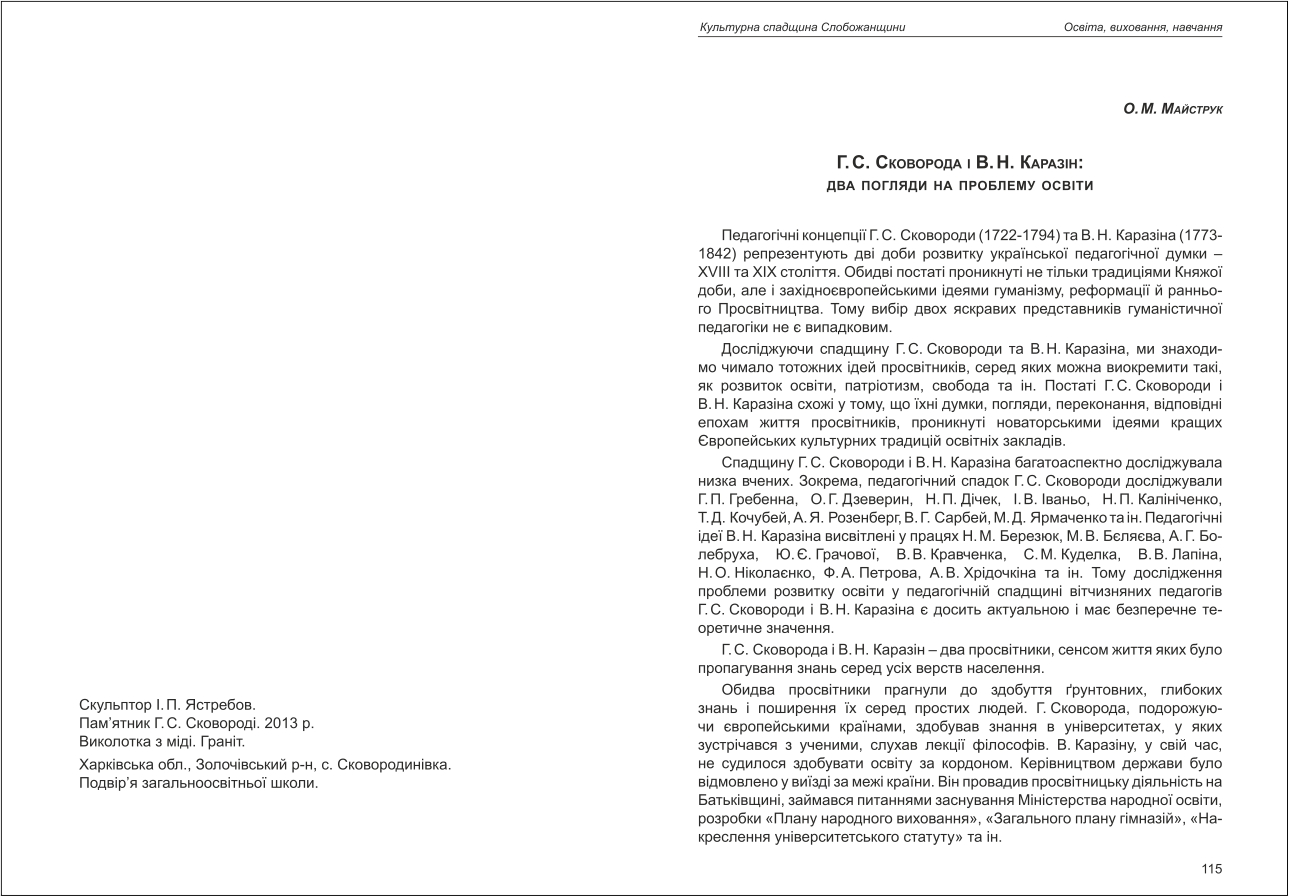 Скульптор І. П. Ястребов.
Пам’ятник Г. С. Сковороді. 2013 р.
Виколотка з міді. Граніт.
Харківська обл., Золочівський р-н, с. Сковородинівка.
Подвір’я загальноосвітньої школи.
Культурна спадщина Слобожанщини Освіта, виховання, навчання
О. М. Майструк
Г. С. Сковорода і В. Н. Каразін:
два погляди на проблему освіти
Педагогічні концепції Г. С. Сковороди (1722-1794) та В. Н. Каразіна (1773-
1842) репрезентують дві доби розвитку української педагогічної думки –
XVIII та XIX століття. Обидві постаті проникнуті не тільки традиціями Княжої
доби, але і західноєвропейськими ідеями гуманізму, реформації й ранньо-
го Просвітництва. Тому вибір двох яскравих представників гуманістичної
педагогіки не є випадковим.
Досліджуючи спадщину Г. С. Сковороди та В. Н. Каразіна, ми знаходи-
мо чимало тотожних ідей просвітників, серед яких можна виокремити такі,
як розвиток освіти, патріотизм, свобода та ін. Постаті Г. С. Сковороди і
В. Н. Каразіна схожі у тому, що їхні думки, погляди, переконання, відповідні
епохам життя просвітників, проникнуті новаторськими ідеями кращих
Європейських культурних традицій освітніх закладів.
Спадщину Г. С. Сковороди і В. Н. Каразіна багатоаспектно досліджувала
низка вчених. Зокрема, педагогічний спадок Г. С. Сковороди досліджували
Г. П. Гребенна, О. Г. Дзеверин, Н. П. Дічек, І. В. Іваньо, Н. П. Калініченко,
Т. Д. Кочубей, А. Я. Розенберг, В. Г. Сарбей, М. Д. Ярмаченко та ін. Педагогічні
ідеї В. Н. Каразіна висвітлені у працях Н. М. Березюк, М. В. Бєляєва, А. Г. Бо-
лебруха, Ю. Є. Грачової, В. В. Кравченка, С. М. Куделка, В. В. Лапіна,
Н. О. Ніколаєнко, Ф. А. Петрова, А. В. Хрідочкіна та ін. Тому дослідження
проблеми розвитку освіти у педагогічній спадщині вітчизняних педагогів
Г. С. Сковороди і В. Н. Каразіна є досить актуальною і має безперечне те-
оретичне значення.
Г. С. Сковорода і В. Н. Каразін – два просвітники, сенсом життя яких було
пропагування знань серед усіх верств населення.
Обидва просвітники прагнули до здобуття ґрунтовних, глибоких
знань і поширення їх серед простих людей. Г. Сковорода, подорожую-
чи європейськими країнами, здобував знання в університетах, у яких
зустрічався з ученими, слухав лекції філософів. В. Каразіну, у свій час,
не судилося здобувати освіту за кордоном. Керівництвом держави було
відмовлено у виїзді за межі країни. Він провадив просвітницьку діяльність на
Батьківщині, займався питаннями заснування Міністерства народної освіти,
розробки «Плану народного виховання», «Загального плану гімназій», «На-
креслення університетського статуту» та ін.
115